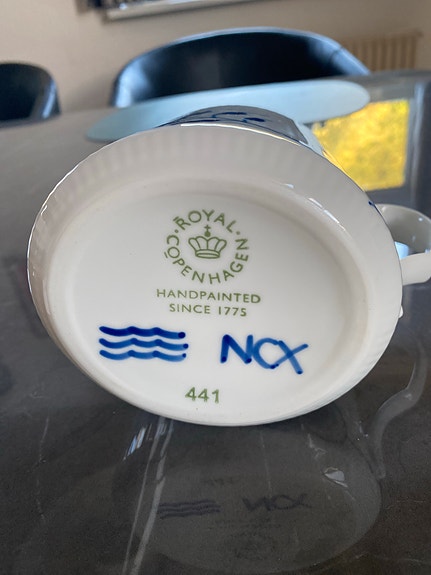 ROYAL
COPENHAGEN
HANDPAINTED
SINCE 1775
NCX
441